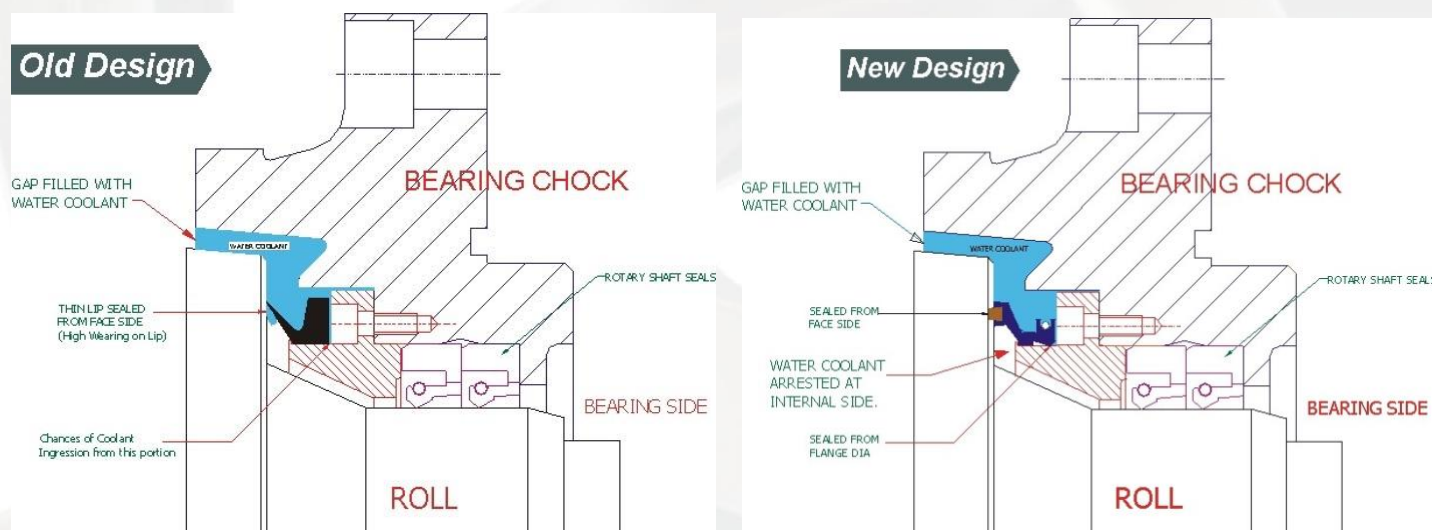 Old Design
BEARING CHOCK
GAP FILLED WITH
WATER COOLANT
WATER COOLANT
ROTARY SHAFT SEALS
THIN LIP SEALED
FROM FACE SIDE
(High Wearing on Lip)
BEARING SIDE
Chances of Coolant
Ingression from this portion
ROLL
New Design
BEARING CHOCK
GAP FILLED WITH
WATER COOLANT
WATER COOLANT
ROTARY SHAFT SEALS
SEALED FROM
FACE SIDE
WATER COOLANT
ARRESTED AT
INTERNAL SIDE.
BEARING SIDE
SEALED FROM
FLANGE DIA
ROLL